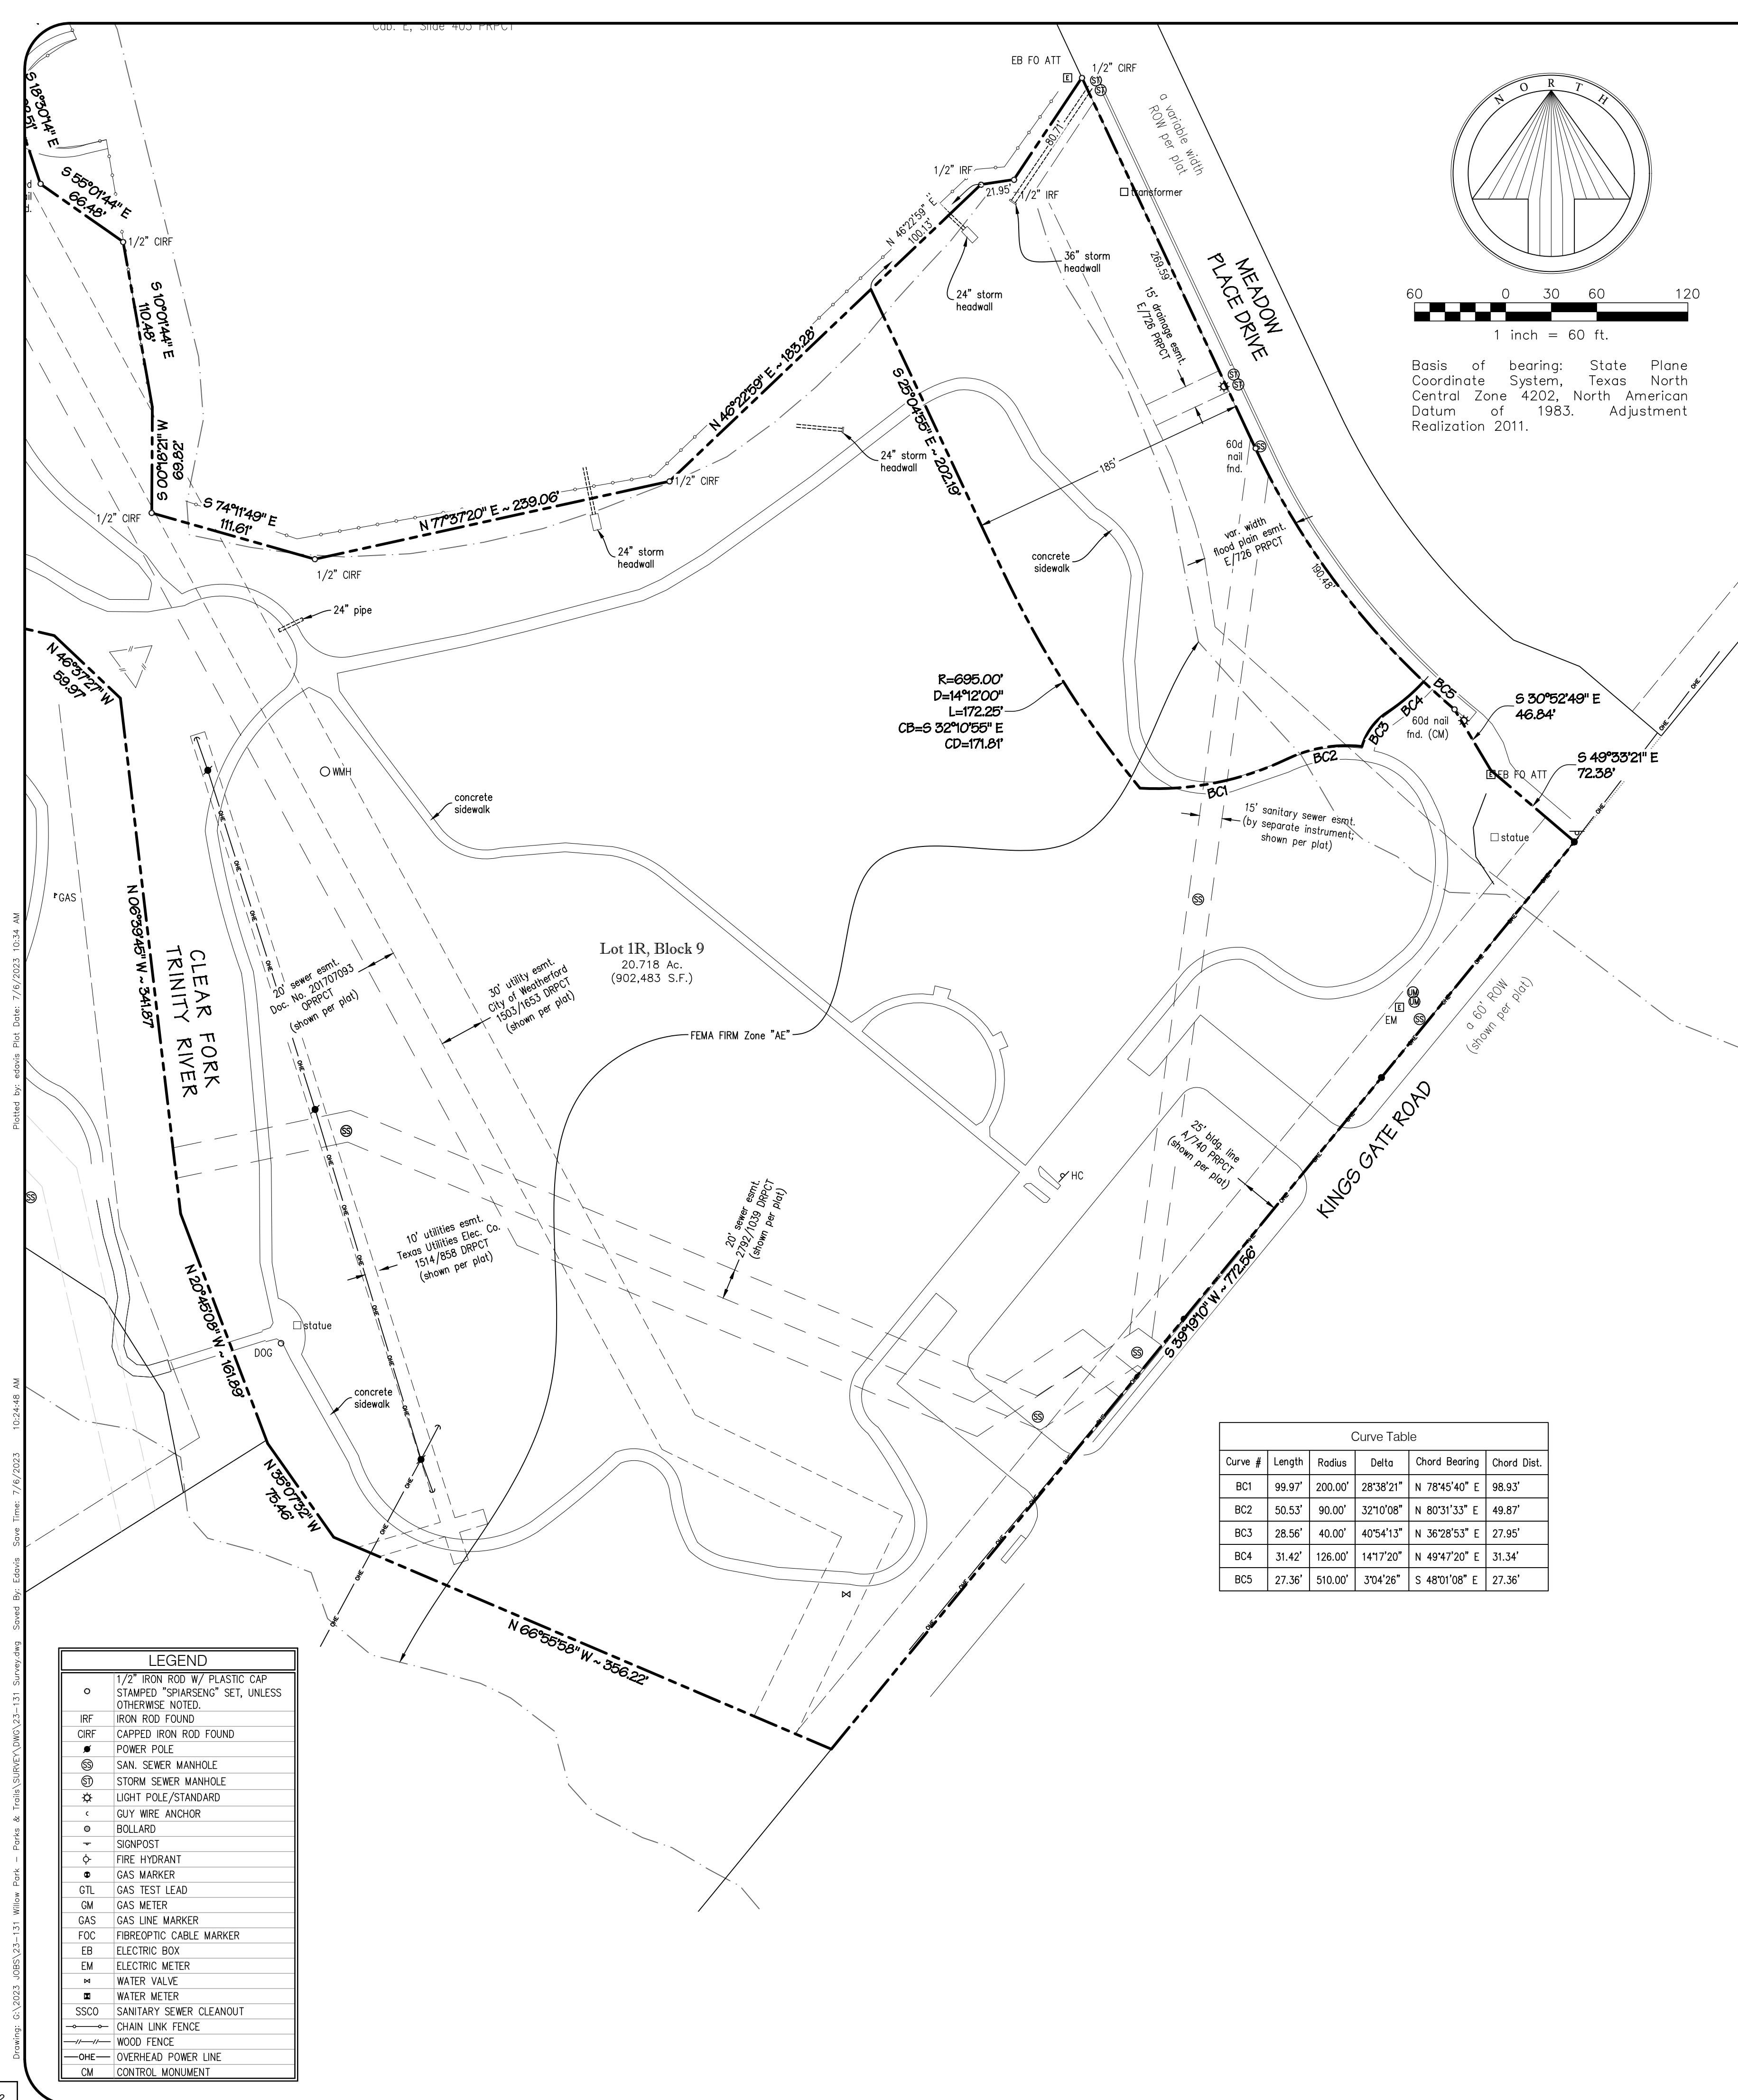 Cab. E, Slide 403 PRPCT
NORTH
60 0 30 60 120
1 inch = 60 ft.
Basis of bearing: State Plane
Coordinate System, Texas North
Central Zone 4202, North American
Datum of 1983. Adjustment
Realization 2011.
EB FO ATT
1/2" CIRF
a variable width
ROW per plat
S 18°30'14" E
S 55°01'44" E
66.48'
1/2" CIRF
S 10°01'44" E
110.48'
S 00°18'21" W
69.82'
1/2" CIRF
S 74°11'49" E
111.61'
1/2" CIRF
N 77°37'20" E ~ 239.06'
1/2" CIRF
N 46°22'59" E ~ 183.28'
N 46°22'59" E
100.13'
1/2" IRF
21.95'
1/2" IRF
80.71'
ST
ST
transformer
36" storm
headwall
24" storm
headwall
24" storm
headwall
24" storm
headwall
24" pipe
269.59'
15' drainage esmt.
E/726 PRPCT
MEADOW
PLACE DRIVE
ST
ST
60d
nail
fnd.
SS
185'
S 25°04'55" E ~ 202.19'
concrete
sidewalk
var. width
flood plain esmt.
E/726 PRPCT
190.48'
R=695.00'
D=14°12'00"
L=172.25'
CB=S 32°10'55" E
CD=171.81'
BC1
BC2
BC3
BC4
BC5
60d nail
fnd. (CM)
S 30°52'49" E
46.84'
S 49°33'21" E
72.38'
EB FO ATT
statue
15' sanitary sewer esmt.
(by separate instrument;
shown per plat)
SS
N 46°37'27" W
59.97'
WMH
concrete
sidewalk
GAS
N 06°39'45" W ~ 341.87'
CLEAR FORK
TRINITY RIVER
20' sewer esmt.
Doc. No. 201707093
OPRPCT
(shown per plat)
30' utility esmt.
City of Weatherford
1503/1653 DRPCT
(shown per plat)
Lot 1R, Block 9
20.718 Ac.
(902,483 S.F.)
FEMA FIRM Zone "AE"
EM
a 60' ROW
(shown per plat)
KINGS GATE ROAD
25' bldg. line
A/740 PRPCT
(shown per plat)
HC
SS
SS
10' utilities esmt.
Texas Utilities Elec. Co.
1514/858 DRPCT
(shown per plat)
20' sewer esmt.
2792/1039 DRPCT
(shown per plat)
N 20°45'08" W ~ 161.89'
statue
DOG
concrete
sidewalk
S 39°19'10" W ~ 772.56'
SS
SS
N 35°07'32" W
75.46'
N 66°55'58" W ~ 356.22'
OHE
Curve Table
Curve # Length Radius Delta Chord Bearing Chord Dist.
BC1 99.97' 200.00' 28°38'21" N 78°45'40" E 98.93'
BC2 50.53' 90.00' 32°10'08" N 80°31'33" E 49.87'
BC3 28.56' 40.00' 40°54'13" N 36°28'53" E 27.95'
BC4 31.42' 126.00' 14°17'20" N 49°47'20" E 31.34'
BC5 27.36' 510.00' 3°04'26" S 48°01'08" E 27.36'
LEGEND
1/2" IRON ROD W/ PLASTIC CAP
STAMPED "SPIARSENG" SET, UNLESS
OTHERWISE NOTED.
IRF IRON ROD FOUND
CIRF CAPPED IRON ROD FOUND
POWER POLE
SS SAN. SEWER MANHOLE
ST STORM SEWER MANHOLE
LIGHT POLE/STANDARD
GUY WIRE ANCHOR
BOLLARD
SIGNPOST
FIRE HYDRANT
GAS MARKER
GTL GAS TEST LEAD
GM GAS METER
GAS GAS LINE MARKER
FOC FIBREOPTIC CABLE MARKER
EB ELECTRIC BOX
EM ELECTRIC METER
WATER VALVE
WATER METER
SSCO SANITARY SEWER CLEANOUT
CHAIN LINK FENCE
WOOD FENCE
OHE OVERHEAD POWER LINE
CM CONTROL MONUMENT
Plotted by: edavis Plot Date: 7/6/2023 10:34 AM
Drawing: G:\2023 JOBS\23-131 Willow Park - Parks & Trails\SURVEY\DWG\23-131 Survey.dwg Saved By: Edavis Save Time: 7/6/2023 10:24:48 AM